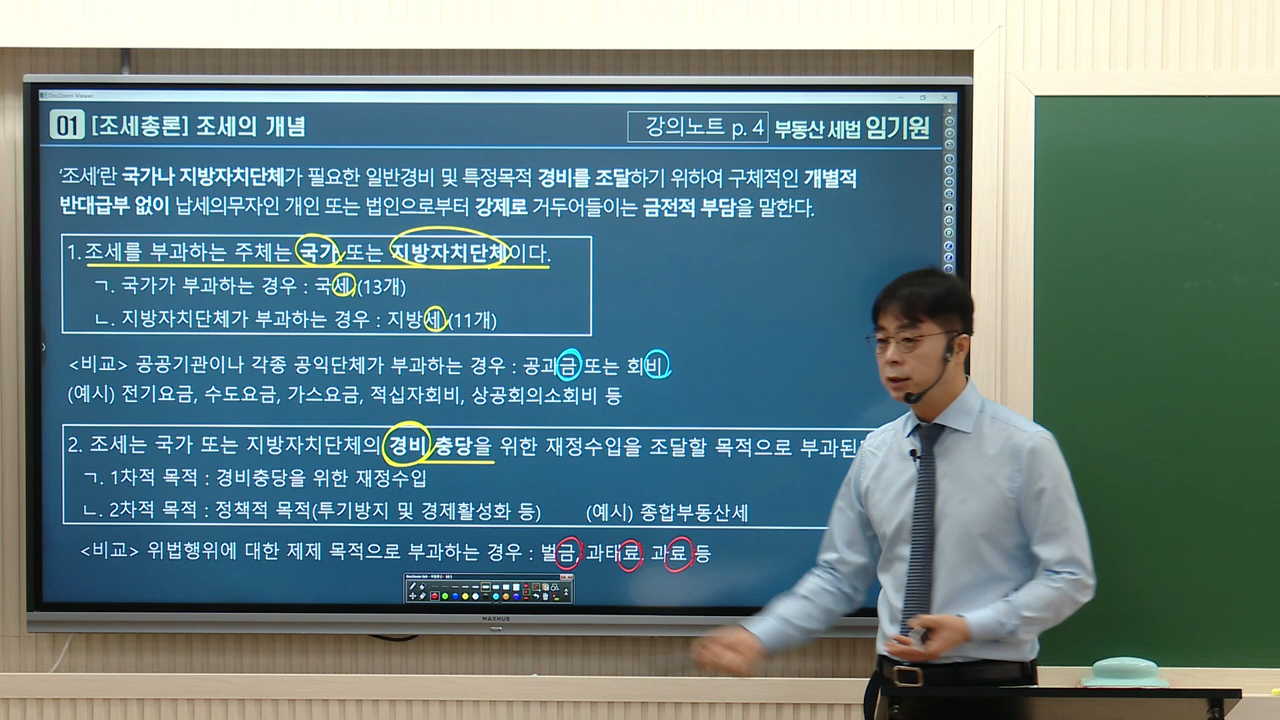 DocZoom Viewer
01 [조세총론] 조세의 개념
강의노트 p. 4 부동산 세법 임기원
'조세'란 국가나 지방자치단체가 필요한 일반경비 및 특정목적 경비를 조달하기 위하여 구체적인 개별적
반대급부 없이 납세의무자인 개인 또는 법인으로부터 강제로 거두어들이는 금전적 부담을 말한다.
1. 조세를 부과하는 주체는 국가 또는 지방자치단체이다.
ㄱ. 국가가 부과하는 경우 : 국세 (13개)
ㄴ. 지방자치단체가 부과하는 경우 : 지방세 (11개)
<비교> 공공기관이나 각종 공익단체가 부과하는 경우 : 공과금 또는 회비
(예시) 전기요금, 수도요금, 가스요금, 적십자회비, 상공회의소회비 등
2. 조세는 국가 또는 지방자치단체의 경비 충당을 위한 재정수입을 조달할 목적으로 부과된
ㄱ. 1차적 목적 : 경비충당을 위한 재정수입
ㄴ. 2차적 목적 : 정책적 목적(투기방지 및 경제활성화 등) (예시) 종합부동산세
<비교> 위법행위에 대한 제제 목적으로 부과하는 경우 : 벌금, 과태료, 과료 등
MAXHUB